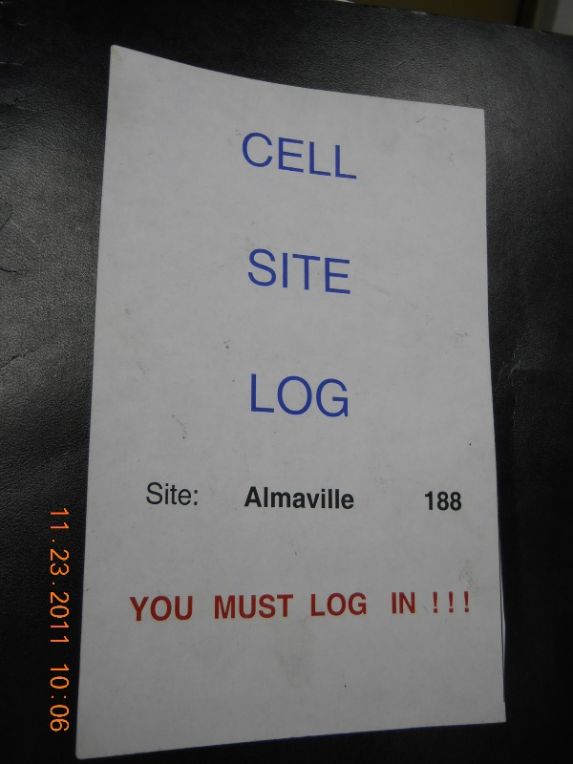 CELL
SITE
LOG
Site: Almaville 188
YOU MUST LOG IN !!!
11.23.2011 10:06